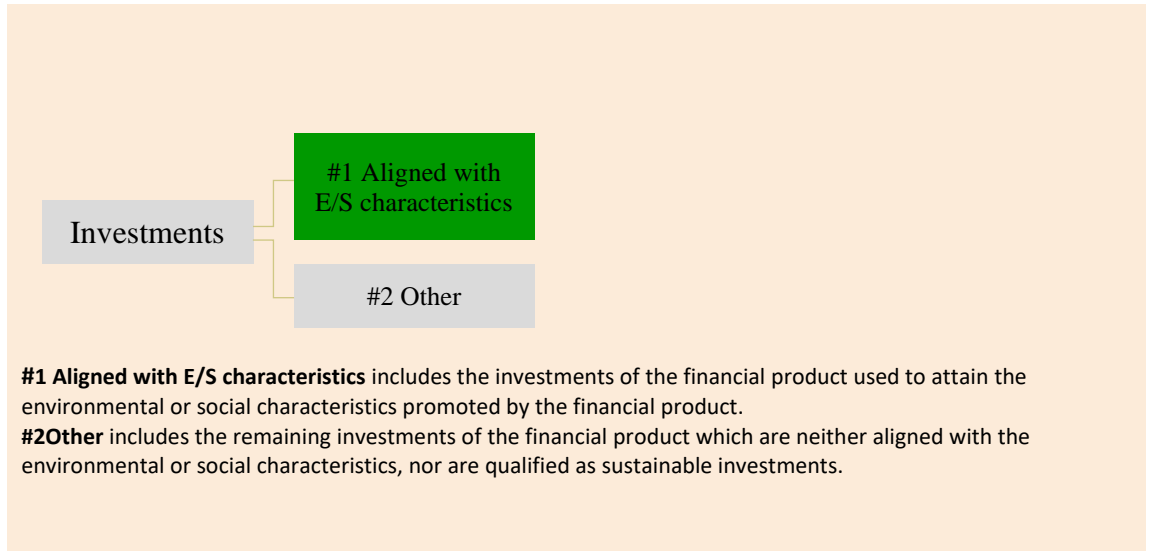 #1 Aligned with
E/S characteristics
Investments
#2 Other
#1 Aligned with E/S characteristics includes the investments of the financial product used to attain the
environmental or social characteristics promoted by the financial product.
#2Other includes the remaining investments of the financial product which are neither aligned with the
environmental or social characteristics, nor are qualified as sustainable investments.